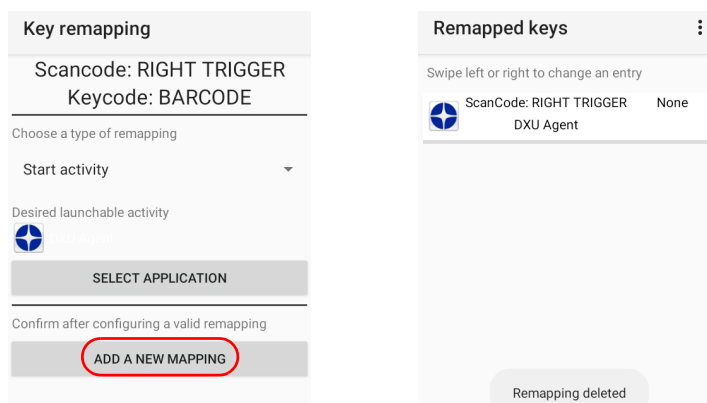 Key remapping
Scancode: RIGHT TRIGGER
Keycode: BARCODE
Choose a type of remapping
Start activity
Desired launchable activity
SELECT APPLICATION
Confirm after configuring a valid remapping
ADD A NEW MAPPING
Remapped keys
Swipe left or right to change an entry
ScanCode: RIGHT TRIGGER None
DXU Agent
Remapping deleted